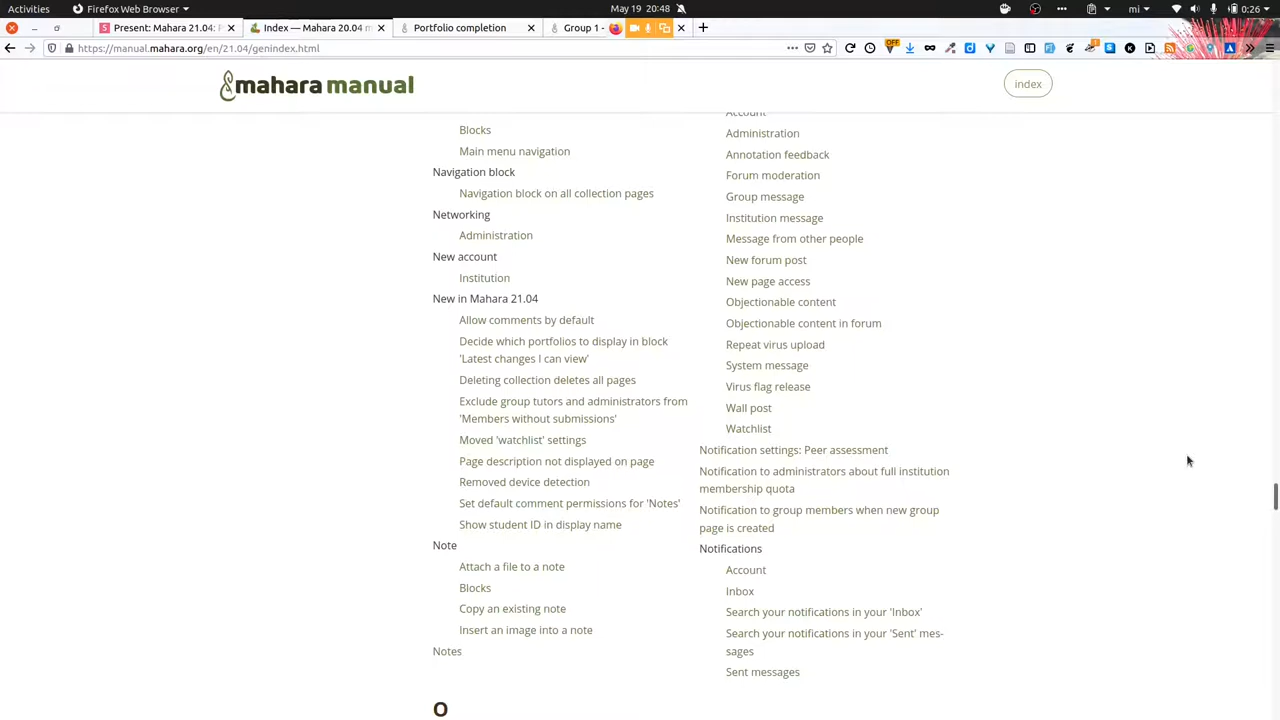 Activities
Firefox Web Browser
May 19 20:48
mi
0:26
Present: Mahara 21.04: F
Index — Mahara 20.04 m
Portfolio completion
Group 1 -
https://manual.mahara.org/en/21.04/genindex.html
OFF
mahara manual
index
Blocks
Main menu navigation
Navigation block
Navigation block on all collection pages
Networking
Administration
New account
Institution
New in Mahara 21.04
Allow comments by default
Decide which portfolios to display in block
'Latest changes I can view'
Deleting collection deletes all pages
Exclude group tutors and administrators from
'Members without submissions'
Moved 'watchlist' settings
Page description not displayed on page
Removed device detection
Set default comment permissions for 'Notes'
Show student ID in display name
Note
Attach a file to a note
Blocks
Copy an existing note
Insert an image into a note
Notes
O
Account
Administration
Annotation feedback
Forum moderation
Group message
Institution message
Message from other people
New forum post
New page access
Objectionable content
Objectionable content in forum
Repeat virus upload
System message
Virus flag release
Wall post
Watchlist
Notification settings: Peer assessment
Notification to administrators about full institution
membership quota
Notification to group members when new group
page is created
Notifications
Account
Inbox
Search your notifications in your 'Inbox'
Search your notifications in your 'Sent' mes-
sages
Sent messages